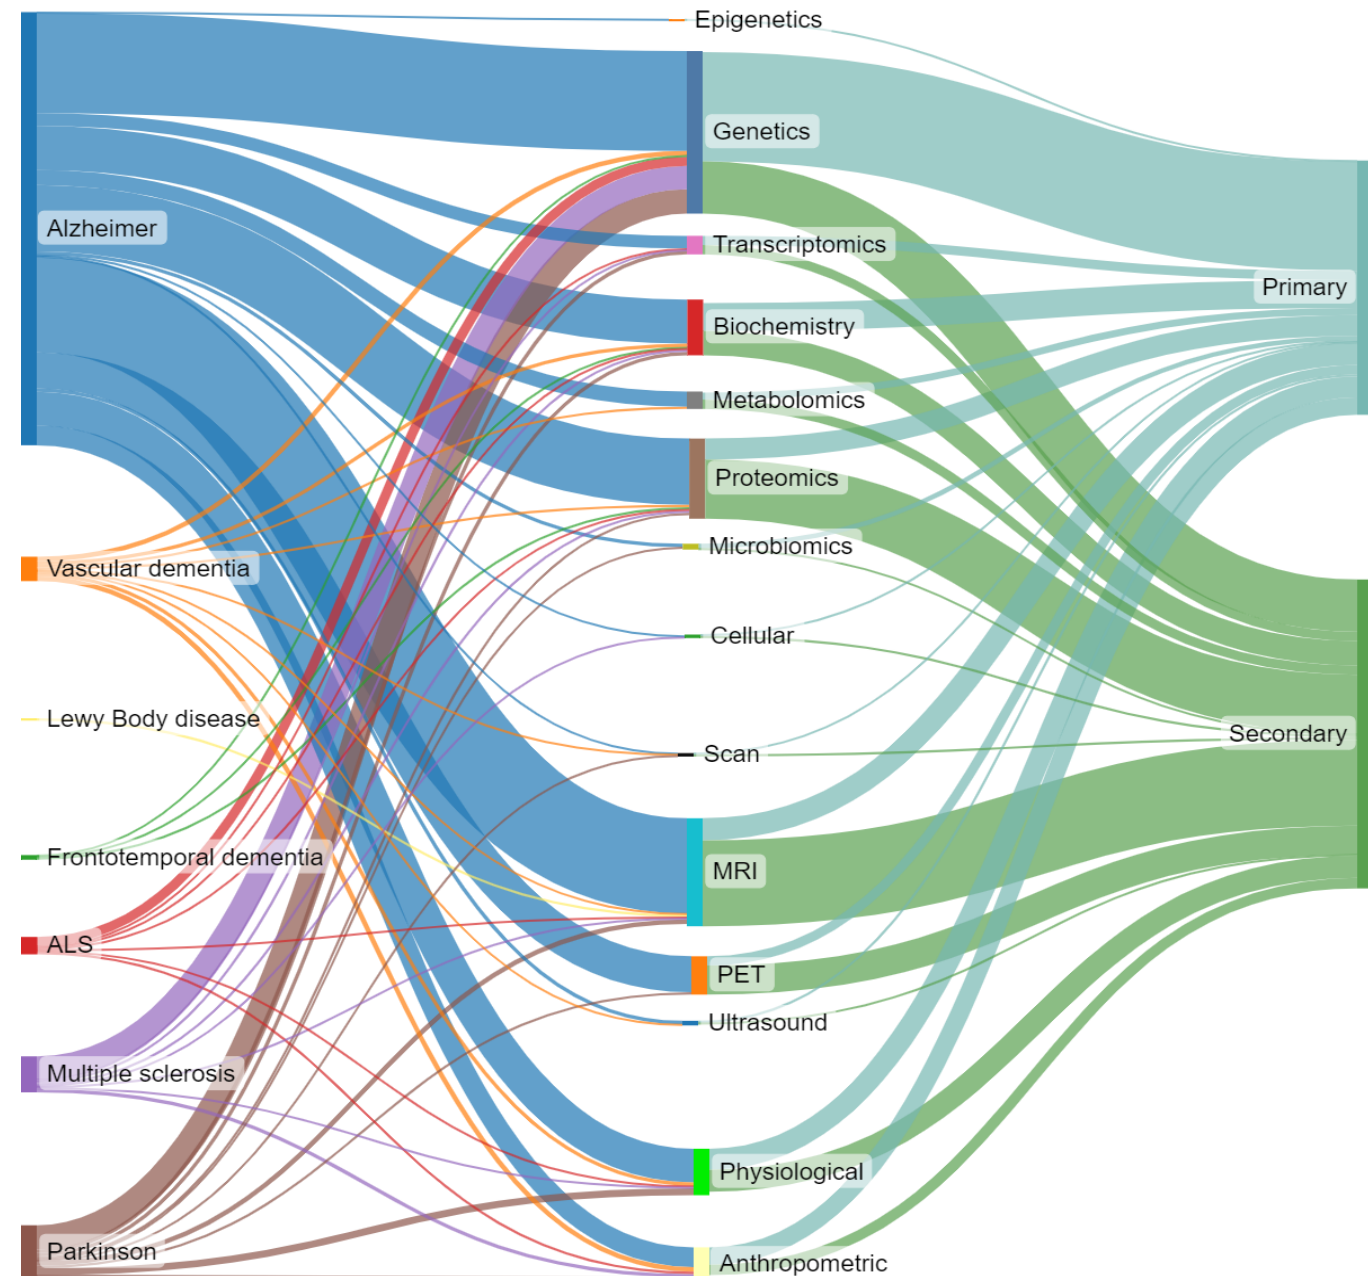 Epigenetics
Genetics
Transcriptomics
Alzheimer
Primary
Biochemistry
Metabolomics
Proteomics
Microbiomics
Vascular dementia
Cellular
Lewy Body disease
Secondary
Scan
Frontotemporal dementia
MRI
ALS
PET
Ultrasound
Multiple sclerosis
Physiological
Parkinson
Anthropometric